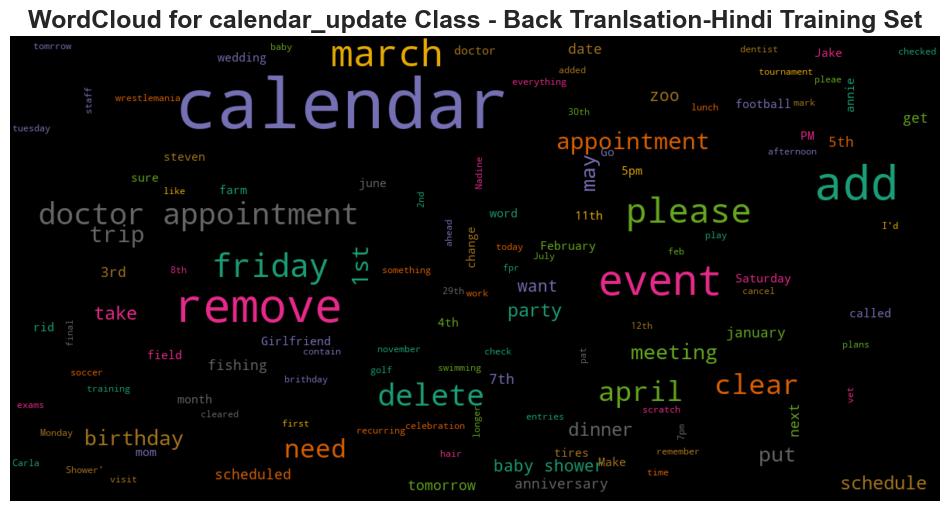 WordCloud for calendar_update Class - Back Tranlsation-Hindi Training Set
tomrrow
wedding
baby
march
doctor
date
dentist
Jake
checked
calendar
everything
added
tournament
pleae
staff
wrestlemania
zoo
football
mark
annie
30th
lunch
get
tuesday
appointment
PM
5th
steven
Go
afternoon
may
5pm
add
sure
like
farm
june
Nadine
2nd
doctor appointment
word
11th
please
I'd
trip
ahead
change
today
February
July
feb
play
3rd
8th
friday
1st
something
fpr
event
Saturday
cancel
remove
29th
work
want
take
party
called
rid
final
4th
12th
january
plans
Girlfriend
contain
november
check
meeting
field
fishing
pat
soccer
training
brithday
golf
swimming
7th
april
clear
vet
month
delete
exams
cleared
scratch
first
recurring
celebration
longer
entries
dinner
7pm
next
Monday
birthday
mom
need
hair
tires
remember
put
Carla
Shower'
visit
scheduled
baby shower
Make
time
tomorrow
anniversary
schedule